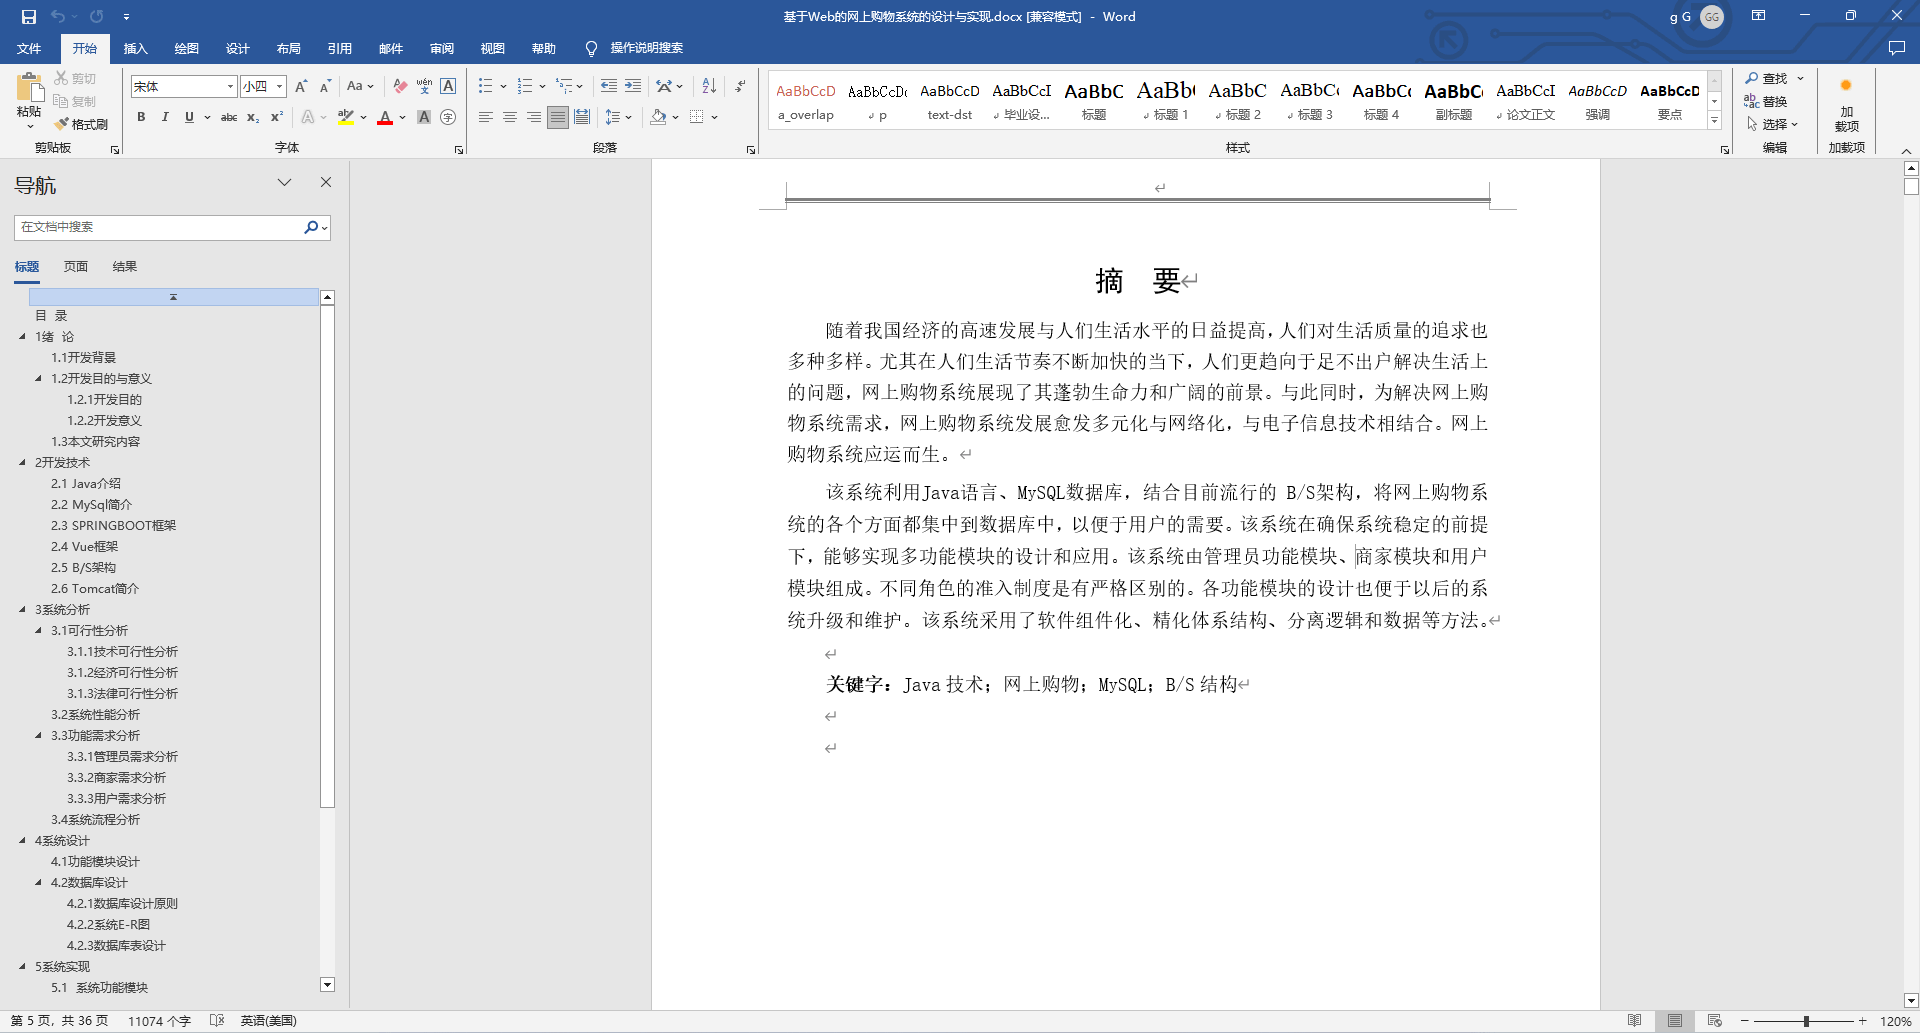 基于Web的网上购物系统的设计与实现.docx [兼容模式] - Word
g G
GG
文件 开始 插入 绘图 设计 布局 引用 邮件 审阅 视图 帮助 操作说明搜索
粘贴
剪切
复制
格式刷
剪贴板
宋体 小四
字体
段落
AaBbCcD a_overlap
AaBbCcDc p
AaBbCcD text-dst
AaBbCcI 毕业设...
AaBbC 标题
AaBb( 标题 1
AaBbC 标题 2
AaBbC 标题 3
AaBbCc 标题 4
AaBbC 副标题
AaBbCcI 论文正文
AaBbCcD 强调
AaBbCcD 要点
样式
查找
替换
选择
编辑
加
载项
加载项
导航
在文档中搜索
标题 页面 结果
目 录
1绪 论
1.1开发背景
1.2开发目的与意义
1.2.1开发目的
1.2.2开发意义
1.3本文研究内容
2开发技术
2.1 Java介绍
2.2 MySql简介
2.3 SPRINGBOOT框架
2.4 Vue框架
2.5 B/S架构
2.6 Tomcat简介
3系统分析
3.1可行性分析
3.1.1技术可行性分析
3.1.2经济可行性分析
3.1.3法律可行性分析
3.2系统性能分析
3.3功能需求分析
3.3.1管理员需求分析
3.3.2商家需求分析
3.3.3用户需求分析
3.4系统流程分析
4系统设计
4.1功能模块设计
4.2数据库设计
4.2.1数据库设计原则
4.2.2系统E-R图
4.2.3数据库表设计
5系统实现
5.1 系统功能模块
摘 要
随着我国经济的高速发展与人们生活水平的日益提高，人们对生活质量的追求也
多种多样。尤其在人们生活节奏不断加快的当下，人们更趋向于足不出户解决生活上
的问题，网上购物系统展现了其蓬勃生命力和广阔的前景。与此同时，为解决网上购
物系统需求，网上购物系统发展愈发多元化与网络化，与电子信息技术相结合。网上
购物系统应运而生。
该系统利用Java语言、MySQL数据库，结合目前流行的 B/S架构，将网上购物系
统的各个方面都集中到数据库中，以便于用户的需要。该系统在确保系统稳定的前提
下，能够实现多功能模块的设计和应用。该系统由管理员功能模块、商家模块和用户
模块组成。不同角色的准入制度是有严格区别的。各功能模块的设计也便于以后的系
统升级和维护。该系统采用了软件组件化、精化体系结构、分离逻辑和数据等方法。
关键字：Java 技术；网上购物；MySQL；B/S 结构
第 5 页，共 36 页 11074 个字 英语(美国)
120%